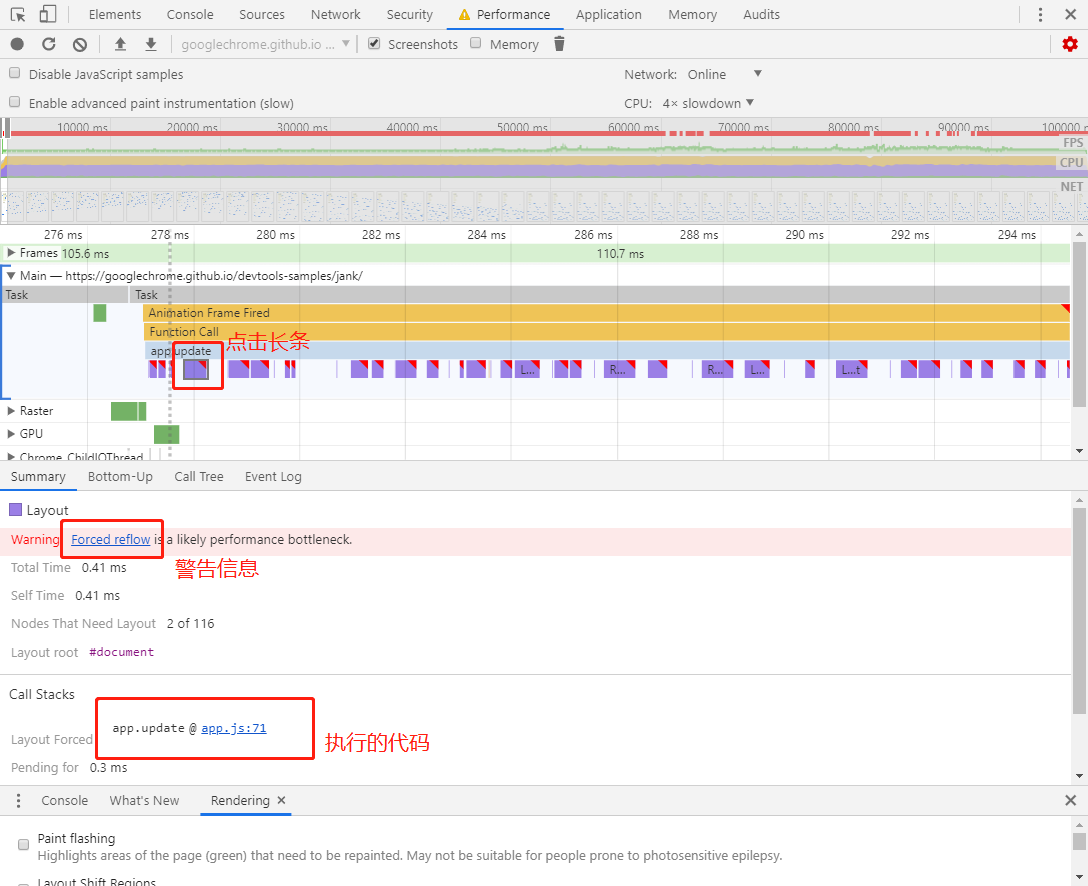 Elements Console Sources Network Security Performance Application Memory Audits
googlechrome.github.io ... Screenshots Memory
Disable JavaScript samples Network: Online
Enable advanced paint instrumentation (slow) CPU: 4× slowdown
10000 ms 20000 ms 30000 ms 40000 ms 50000 ms 60000 ms 70000 ms 80000 ms 90000 ms 100000
FPS
CPU
NET
276 ms 278 ms 280 ms 282 ms 284 ms 286 ms 288 ms 290 ms 292 ms 294 ms
Frames 105.6 ms 110.7 ms
Main — https://googlechrome.github.io/devtools-samples/jank/
Task Task
Animation Frame Fired
Function Call
点击长条
app.update
L... R... R... L... L...t
Raster
GPU
Chrome_ChildIOThread
Summary Bottom-Up Call Tree Event Log
Layout
Warning Forced reflow is a likely performance bottleneck.
Total Time 0.41 ms
警告信息
Self Time 0.41 ms
Nodes That Need Layout 2 of 116
Layout root #document
Call Stacks
app.update @ app.js:71
Layout Forced
执行的代码
Pending for 0.3 ms
Console What's New Rendering
Paint flashing
Highlights areas of the page (green) that need to be repainted. May not be suitable for people prone to photosensitive epilepsy.
Layout Shift Regions